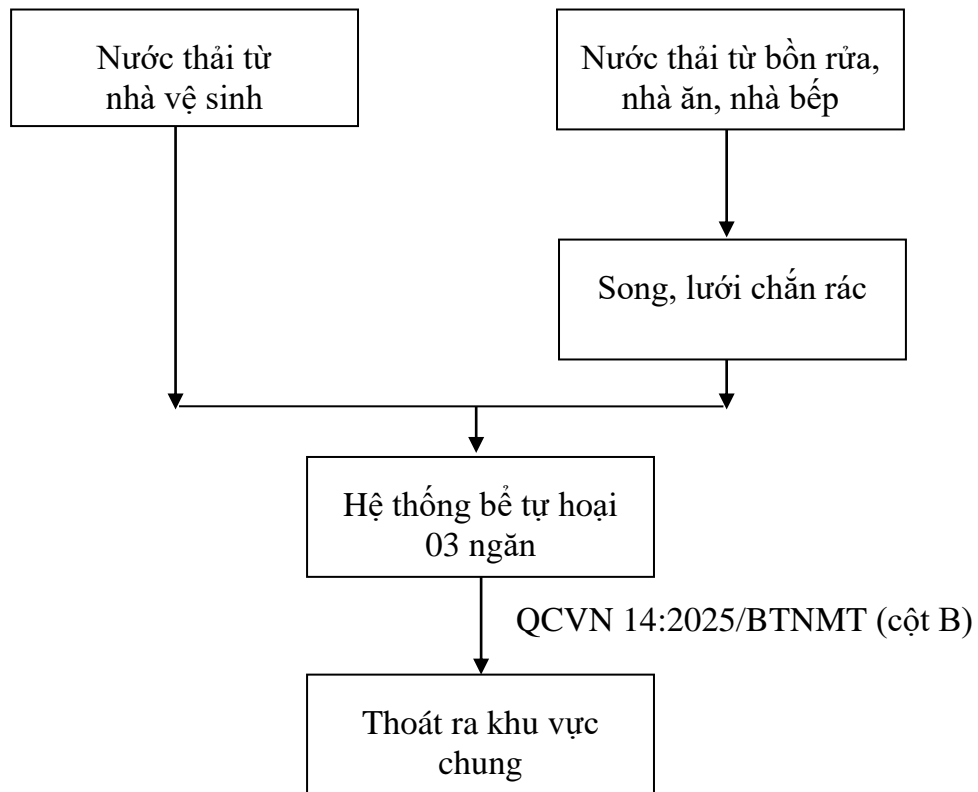 Nước thải từ
nhà vệ sinh
Nước thải từ bồn rửa,
nhà ăn, nhà bếp
Song, lưới chắn rác
Hệ thống bể tự hoại
03 ngăn
QCVN 14:2025/BTNMT (cột B)
Thoát ra khu vực
chung